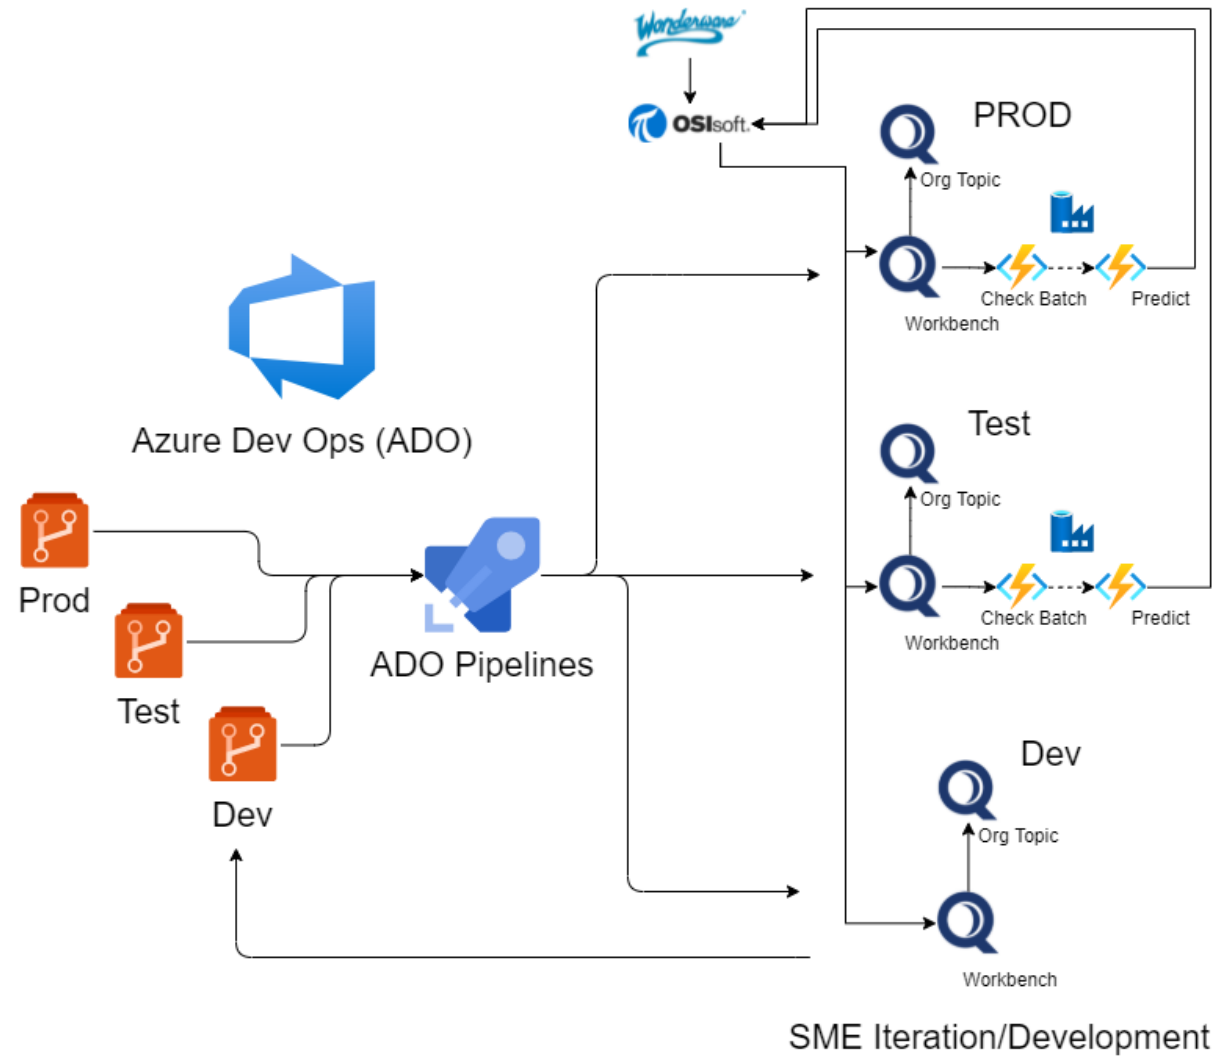 Wonderware
OSIsoft.
PROD
Org Topic
Check Batch
Predict
Workbench
Azure Dev Ops (ADO)
Test
Org Topic
Prod
Check Batch
Predict
Workbench
ADO Pipelines
Test
Dev
Dev
Org Topic
Workbench
SME Iteration/Development